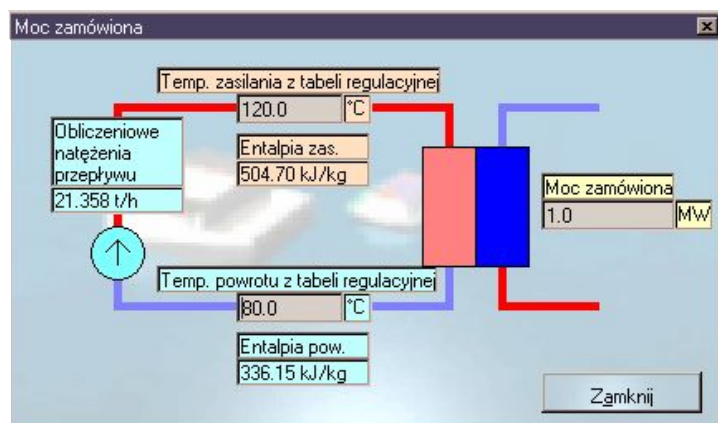 Moc zamówiona
Temp. zasilania z tabeli regulacyjnej
120.0 °C
Obliczeniowe
natężenia
przepływu
21.358 t/h
Entalpia zas.
504.70 kJ/kg
Moc zamówiona
1.0 MW
Temp. powrotu z tabeli regulacyjnej
80.0 °C
Entalpia pow.
336.15 kJ/kg
Zamknij